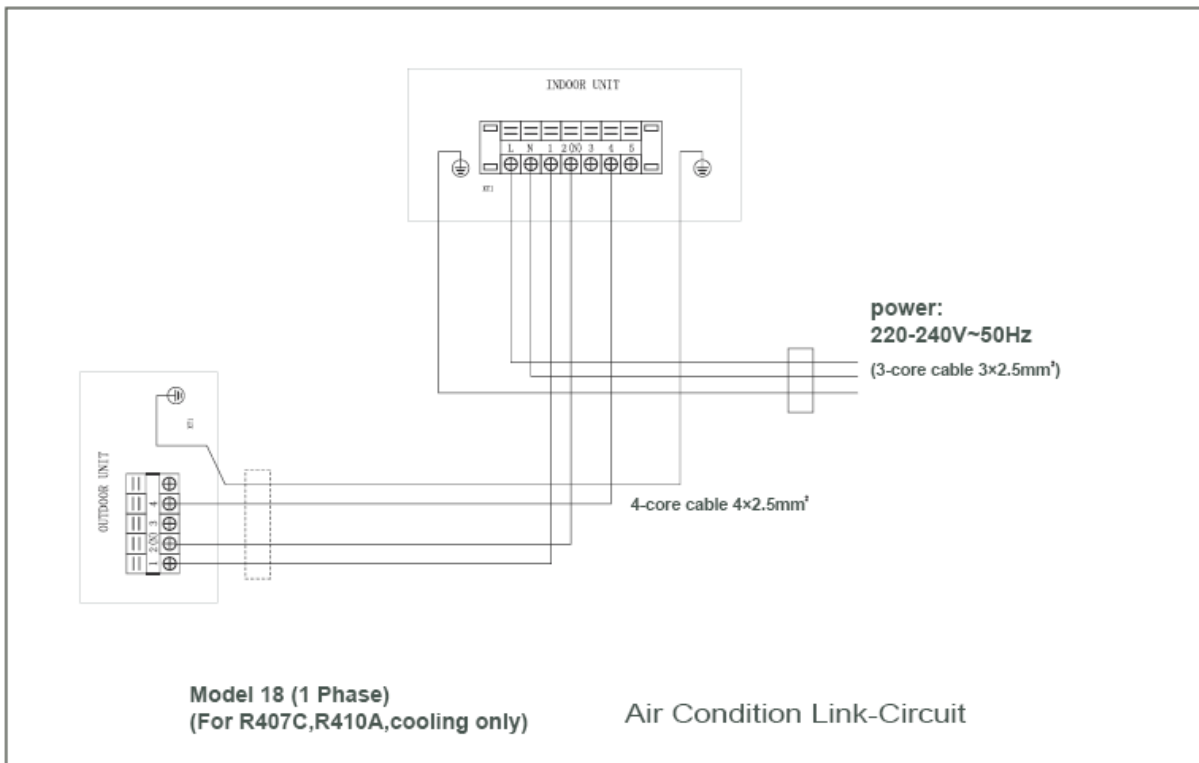 INDOOR UNIT
L N 1 2(N) 3 4 5
XT1
power:
220-240V~50Hz
(3-core cable 3×2.5mm²)
XT1
OUTDOOR UNIT
4
3
2(N)
1
4-core cable 4×2.5mm²
Model 18 (1 Phase)
(For R407C,R410A,cooling only)
Air Condition Link-Circuit